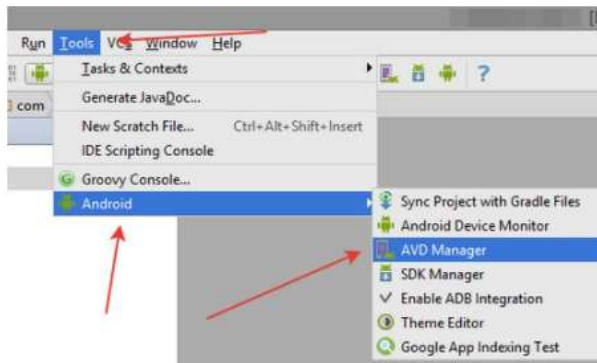 Run Tools VCS Window Help
Tasks & Contexts
com
Generate JavaDoc...
New Scratch File... Ctrl+Alt+Shift+Insert
IDE Scripting Console
Groovy Console...
Android
Sync Project with Gradle Files
Android Device Monitor
AVD Manager
SDK Manager
Enable ADB Integration
Theme Editor
Google App Indexing Test